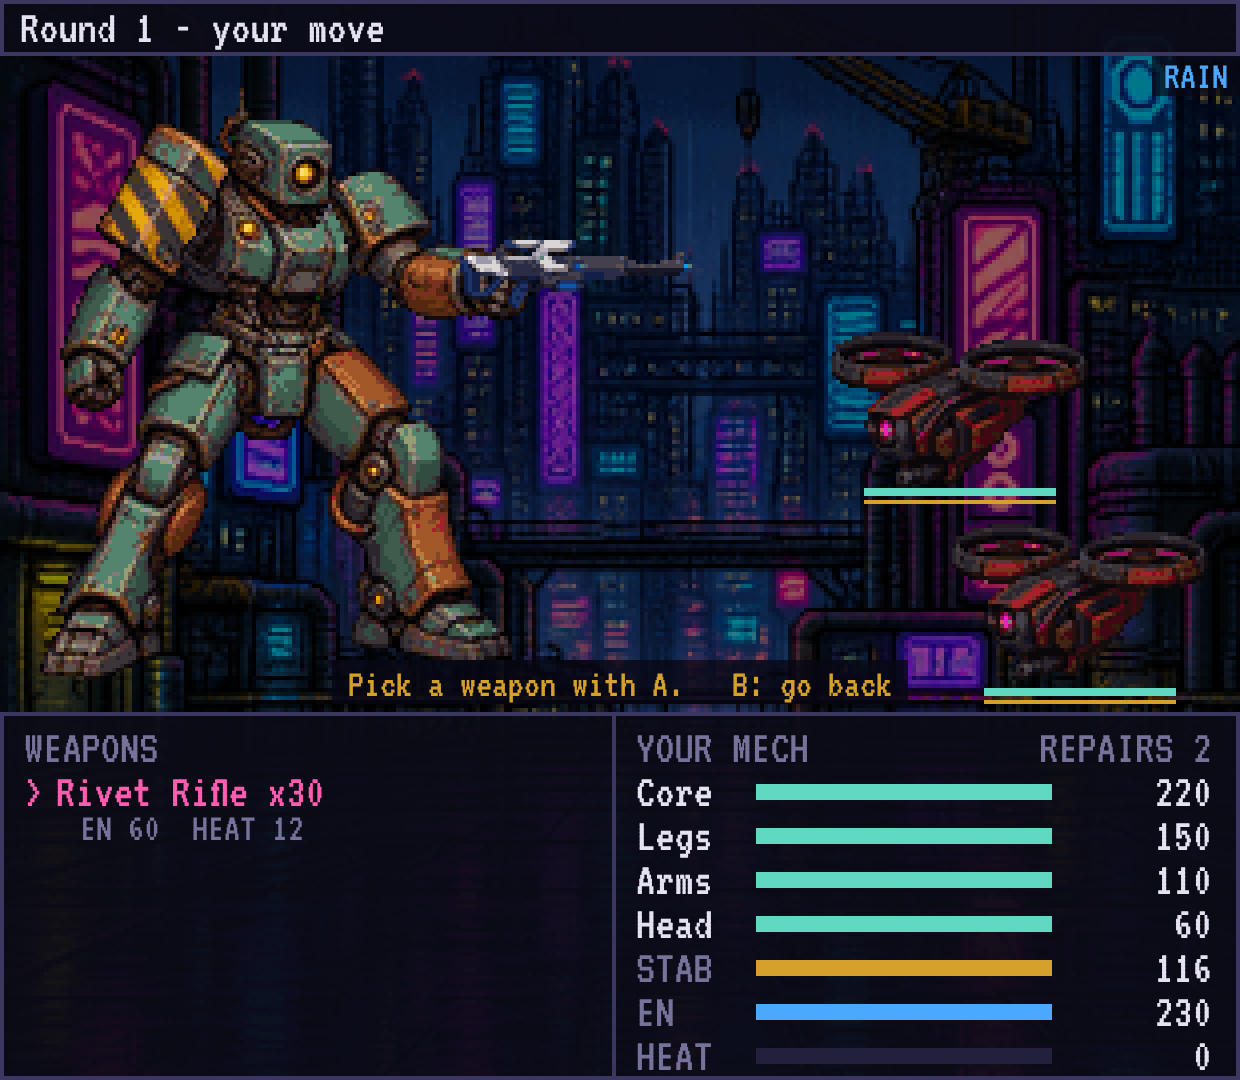 Round 1 - your move
RAIN
Pick a weapon with A.   B: go back
WEAPONS
> Rivet Rifle x30
EN 60  HEAT 12
YOUR MECH  REPAIRS 2
Core 220
Legs 150
Arms 110
Head 60
STAB 116
EN 230
HEAT 0